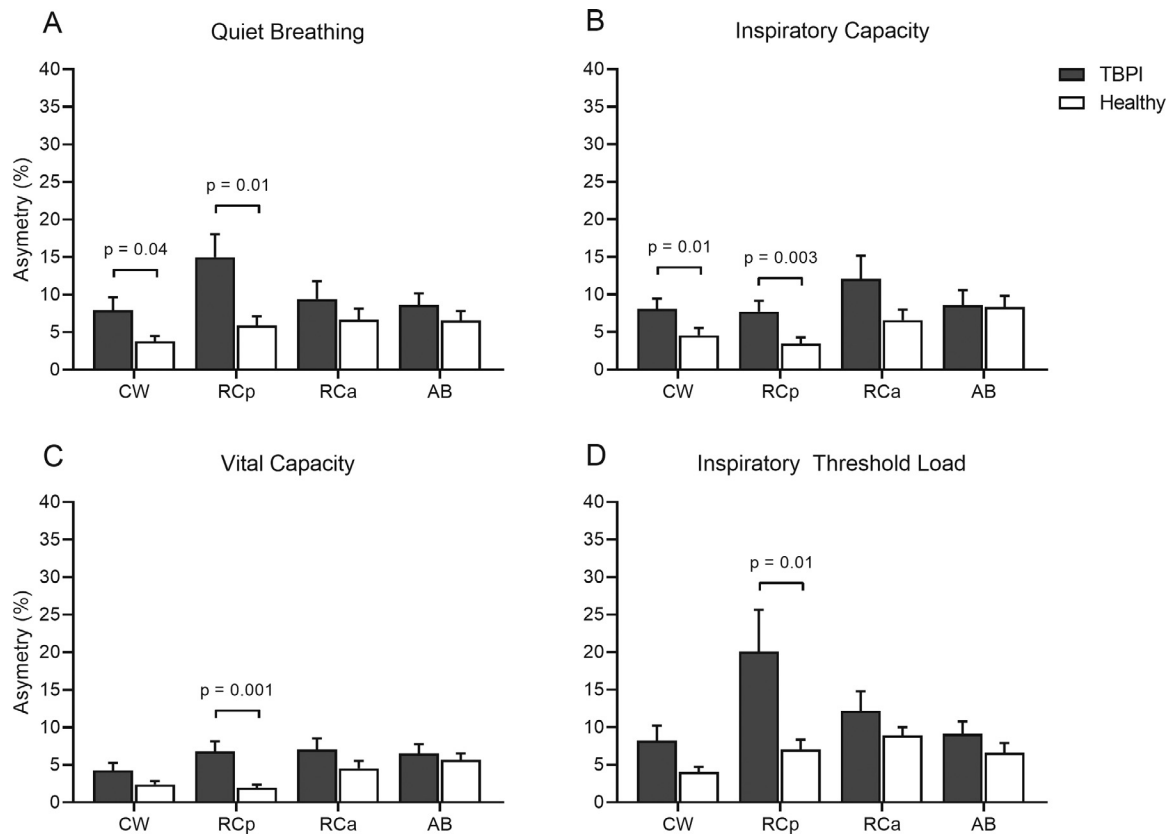 A
Quiet Breathing
40
35
30
25
20
15
10
5
0
Asymetry (%)
p = 0.04
p = 0.01
CW RCp RCa AB
B
Inspiratory Capacity
40
35
30
25
20
15
10
5
0
p = 0.01
p = 0.003
CW RCp RCa AB
TBPI
Healthy
C
Vital Capacity
40
35
30
25
20
15
10
5
0
Asymetry (%)
p = 0.001
CW RCp RCa AB
D
Inspiratory Threshold Load
40
35
30
25
20
15
10
5
0
p = 0.01
CW RCp RCa AB